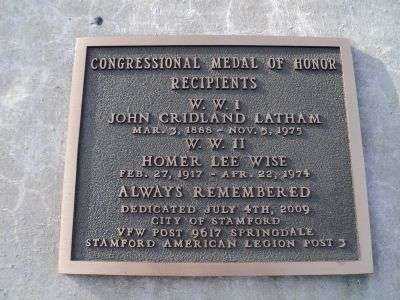 CONGRESSIONAL MEDAL OF HONOR
RECIPIENTS
W. W. I
JOHN CRIDLAND LATHAM
MAR. 3, 1888 - NOV. 5, 1975
W. W. II
HOMER LEE WISE
FEB. 27, 1917 - APR. 22, 1974
ALWAYS REMEMBERED
DEDICATED JULY 4TH, 2009
CITY OF STAMFORD
VFW POST 9617 SPRINGDALE
STAMFORD AMERICAN LEGION POST 3